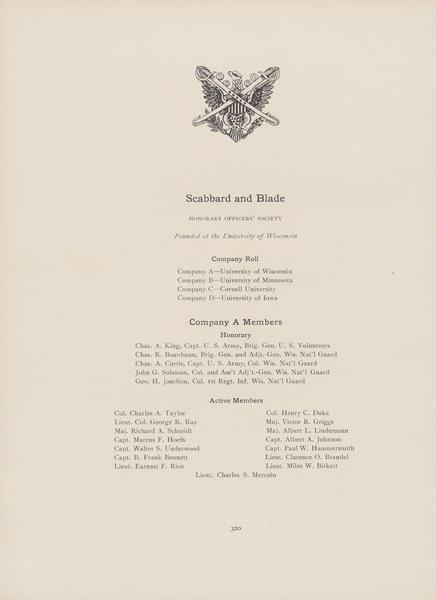 Scabbard and Blade
HONORARY OFFICERS' SOCIETY
Founded at the University of Wisconsin
Company Roll
Company A—University of Wisconsin
Company B—University of Minnesota
Company C—Cornell University
Company D—University of Iowa
Company A Members
Honorary
Chas. A. King, Capt. U. S. Army, Brig. Gen. U. S. Volunteers
Chas. R. Boardman, Brig. Gen. and Adjt.-Gen. Wis. Nat'l Guard
Chas. A. Curtis, Capt. U. S. Army, Col. Wis. Nat'l Guard
John G. Salsman, Col. and Ass't Adj't.-Gen. Wis. Nat'l Guard
Geo. H. Joachim, Col. 1st Regt. Inf. Wis. Nat'l Guard
Active Members
Col. Charles A. Taylor
Lieut. Col. George R. Ray
Maj. Richard A. Schmidt
Capt. Marcus F. Hoefs
Capt. Walter S. Underwood
Capt. B. Frank Bennett
Lieut. Earnest F. Rice
Col. Henry C. Duke
Maj. Victor R. Griggs
Maj. Albert L. Lindemann
Capt. Albert A. Johnson
Capt. Paul W. Hammersmith
Lieut. Clarence O. Brandel
Lieut. Miles W. Birkett
Lieut. Charles S. Mercein
320